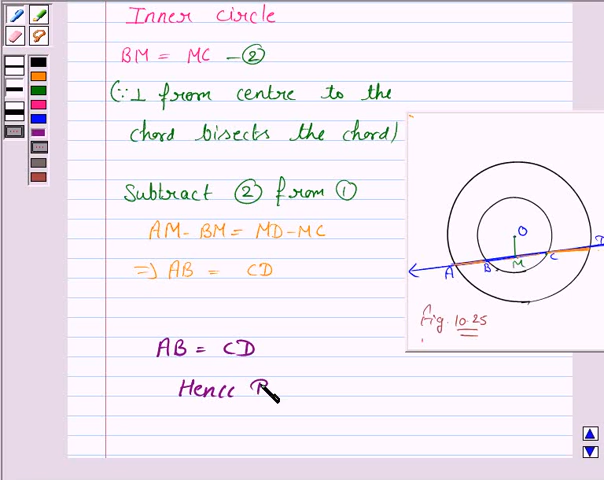 Inner circle
BM = MC - ②
(∵ ⊥ from centre to the
chord bisects the chord)
Subtract ② from ①
AM - BM = MD - MC
⇒ AB = CD
AB = CD
Hence
O
A
B
M
C
D
Fig. 10.25